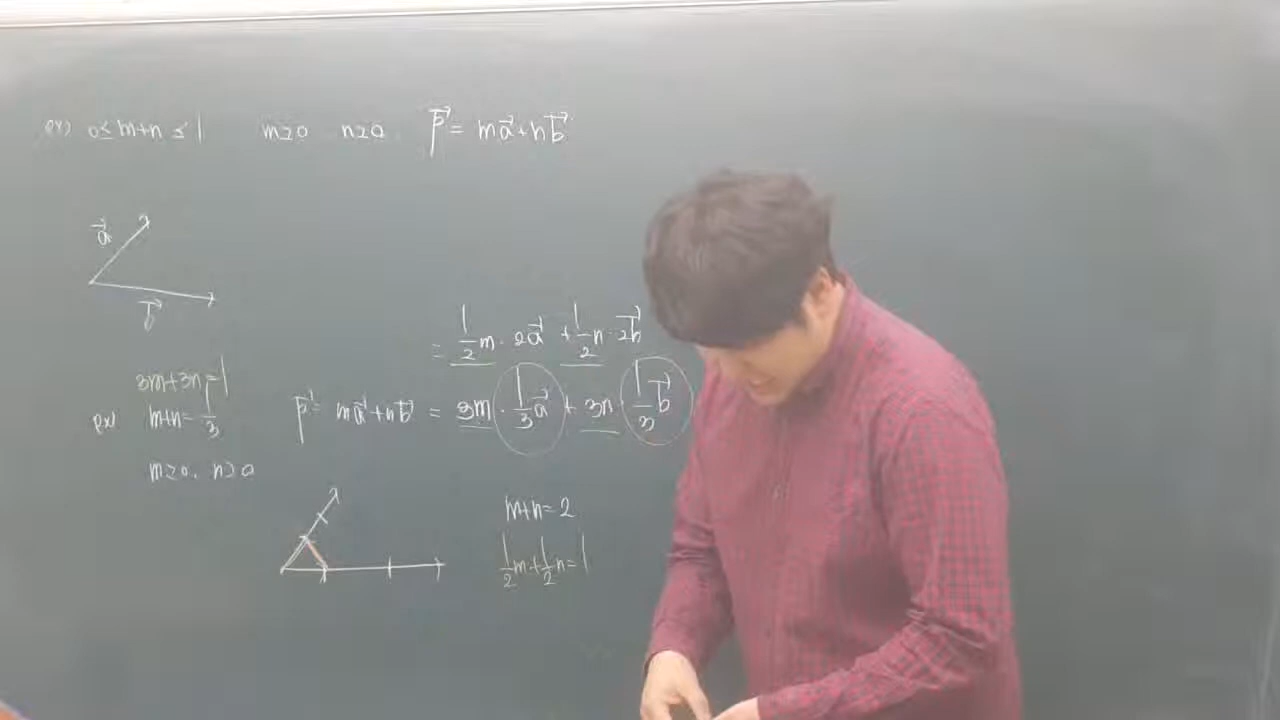 ex) 0 ≤ m+n ≤ 1 m≥0 n≥0 p⃗ = ma⃗+nb⃗
a⃗
b⃗
= 1/2 m · 2a⃗ + 1/2 n · 2b⃗
3m+3n=1
ex) m+n=1/3 p⃗ = ma⃗+nb⃗ = 3m · 1/3 a⃗ + 3n · 1/3 b⃗
m≥0, n≥0
m+n=2
1/2 m+1/2 n=1